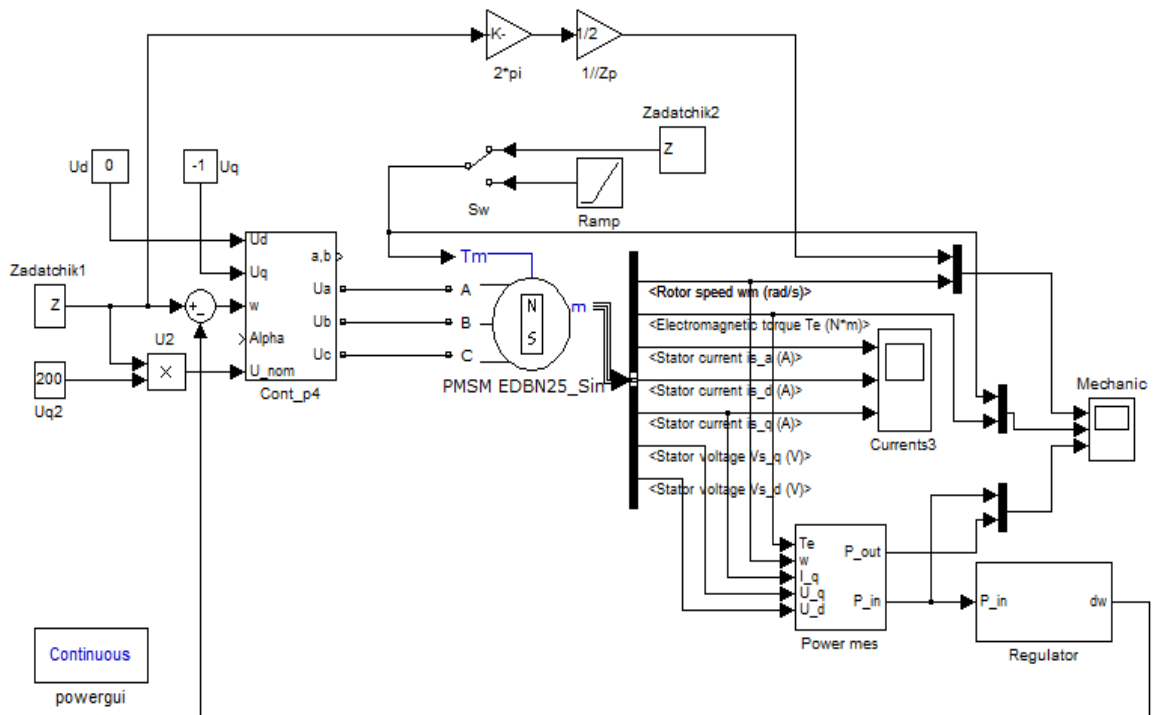 K-
1/2
2*pi
1//Zp
Zadatchik2
Z
Ud
0
-1
Uq
Sw
Ramp
Ud
a,b
Tm
Zadatchik1
Uq
Ua
A
N
m
<Rotor speed wm (rad/s)>
Z
+
-
w
Ub
B
<Electromagnetic torque Te (N*m)>
U2
Alpha
S
<Stator current is_a (A)>
×
U_nom
Uc
C
<Stator current is_d (A)>
Mechanic
200
Cont_p4
PMSM EDBN25_Sin
Uq2
<Stator current is_q (A)>
Currents3
<Stator voltage Vs_q (V)>
<Stator voltage Vs_d (V)>
Te
P_out
w
I_q
U_q
P_in
U_d
P_in
dw
Power mes
Regulator
Continuous
powergui